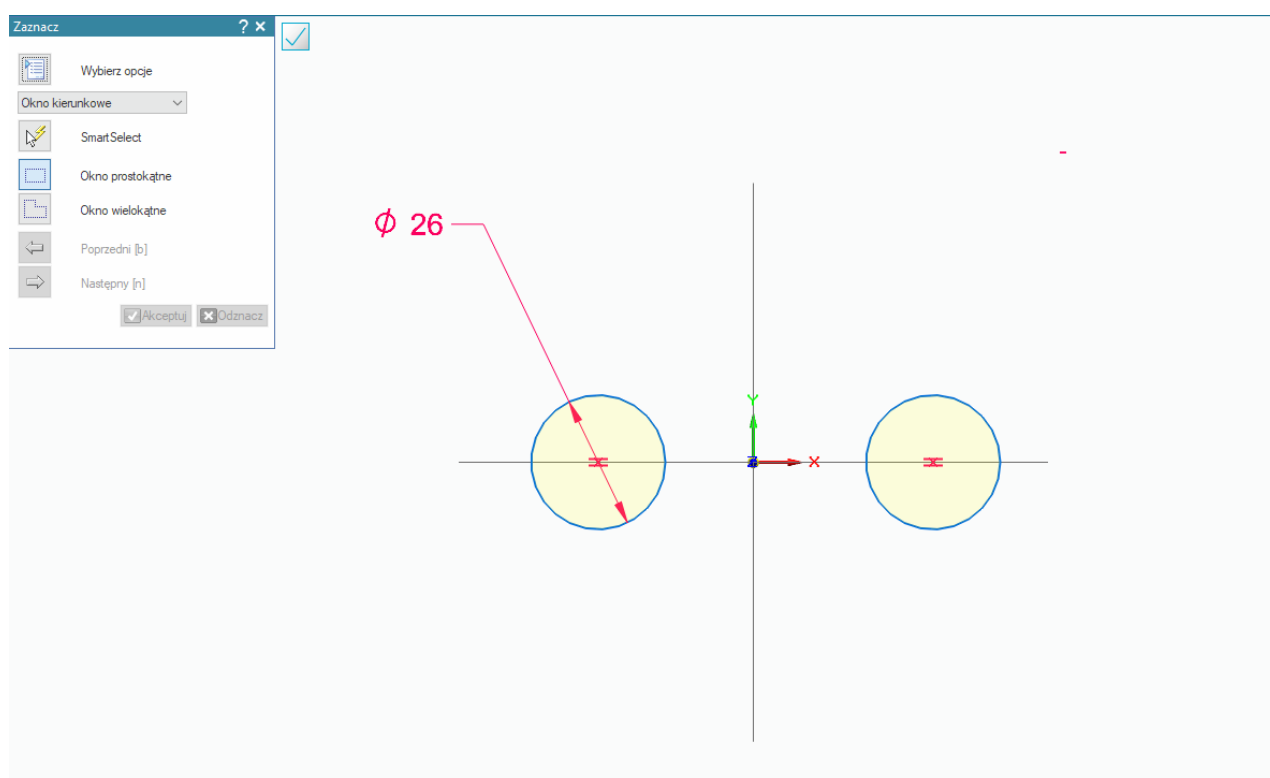 Zaznacz ? ×
Wybierz opcje
Okno kierunkowe
SmartSelect
Okno prostokątne
Okno wielokątne
Poprzedni [b]
Następny [n]
Akceptuj Odznacz
ϕ 26
Y
Z X